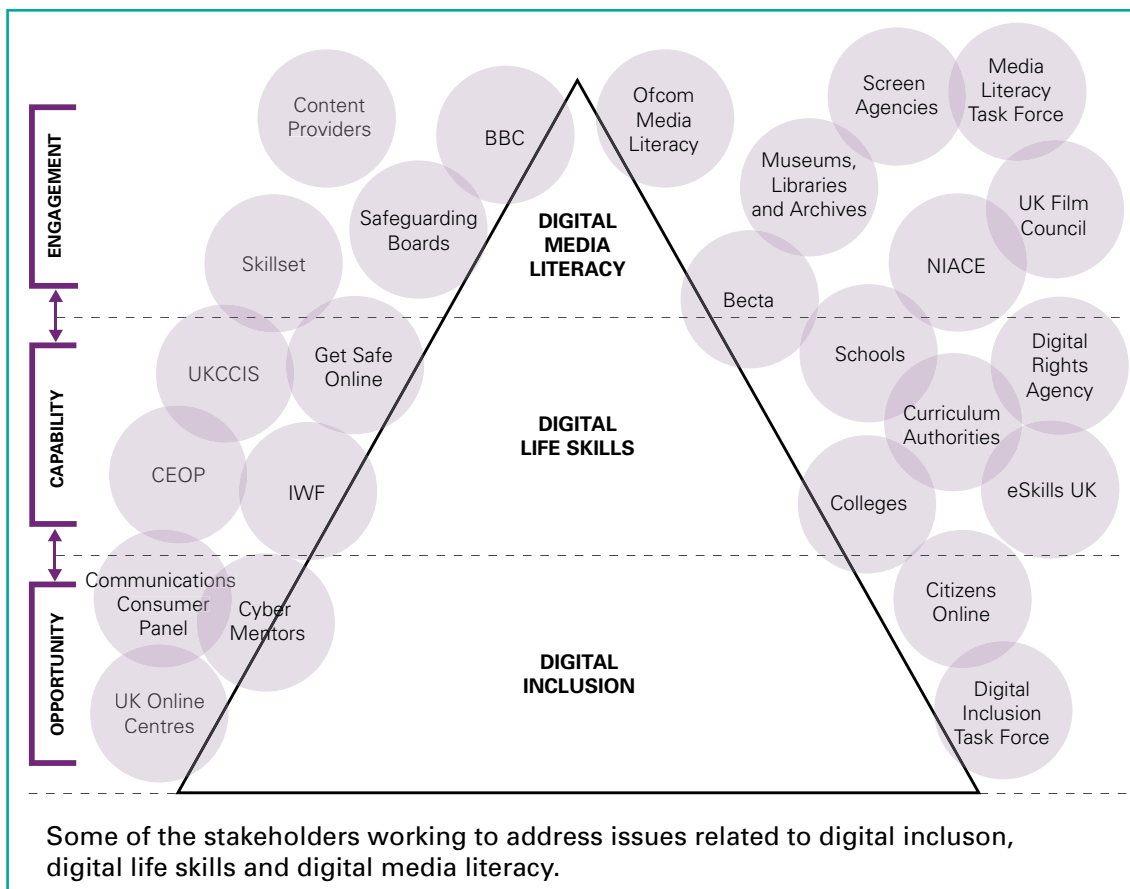 ENGAGEMENT
CAPABILITY
OPPORTUNITY
Content
Providers
BBC
Safeguarding
Boards
Skillset
UKCCIS
Get Safe
Online
CEOP
IWF
Communications
Consumer
Panel
Cyber
Mentors
UK Online
Centres
DIGITAL
MEDIA
LITERACY
DIGITAL
LIFE SKILLS
DIGITAL
INCLUSION
Ofcom
Media
Literacy
Screen
Agencies
Media
Literacy
Task Force
Museums,
Libraries
and Archives
UK Film
Council
NIACE
Becta
Schools
Digital
Rights
Agency
Curriculum
Authorities
eSkills UK
Colleges
Citizens
Online
Digital
Inclusion
Task Force
Some of the stakeholders working to address issues related to digital incluson,
digital life skills and digital media literacy.